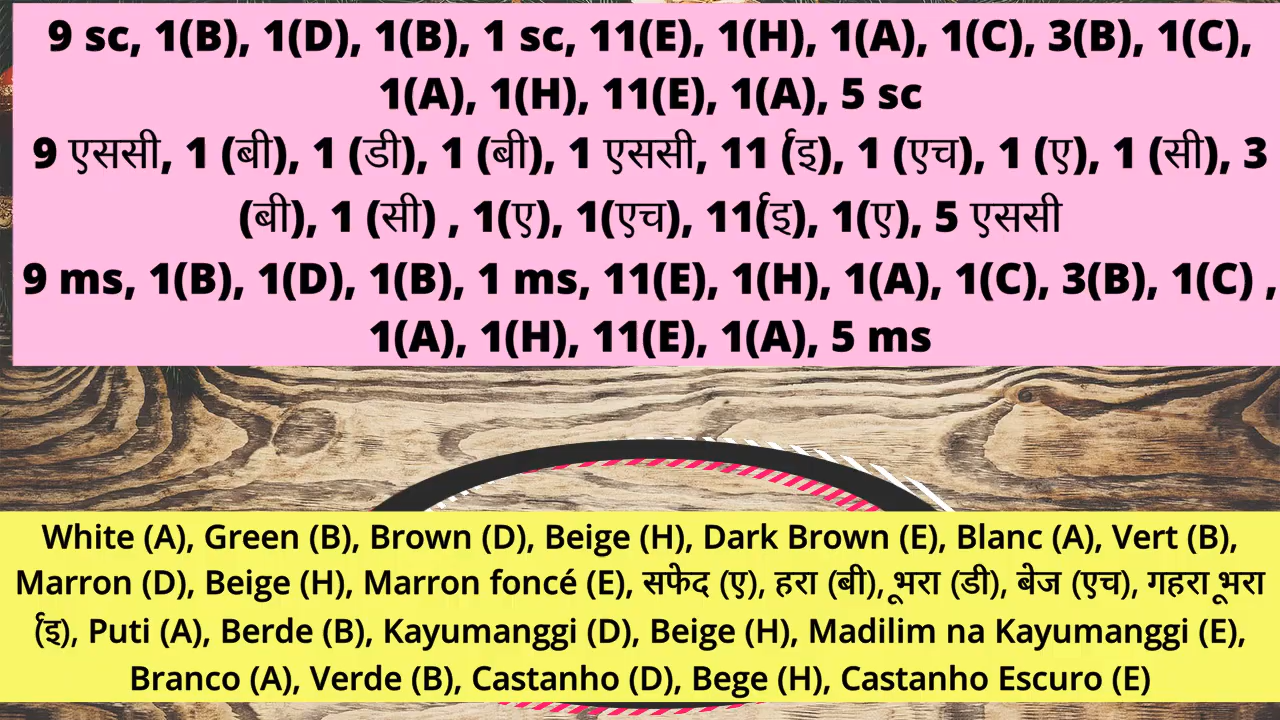 9 sc, 1(B), 1(D), 1(B), 1 sc, 11(E), 1(H), 1(A), 1(C), 3(B), 1(C),
1(A), 1(H), 11(E), 1(A), 5 sc
9 एससी, 1 (बी), 1 (डी), 1 (बी), 1 एससी, 11 (ई), 1 (एच), 1 (ए), 1 (सी), 3
(बी), 1 (सी) , 1(ए), 1(एच), 11(ई), 1(ए), 5 एससी
9 ms, 1(B), 1(D), 1(B), 1 ms, 11(E), 1(H), 1(A), 1(C), 3(B), 1(C) ,
1(A), 1(H), 11(E), 1(A), 5 ms
White (A), Green (B), Brown (D), Beige (H), Dark Brown (E), Blanc (A), Vert (B),
Marron (D), Beige (H), Marron foncé (E), सफेद (ए), हरा (बी), भूरा (डी), बेज (एच), गहरा भूरा
(ई), Puti (A), Berde (B), Kayumanggi (D), Beige (H), Madilim na Kayumanggi (E),
Branco (A), Verde (B), Castanho (D), Bege (H), Castanho Escuro (E)